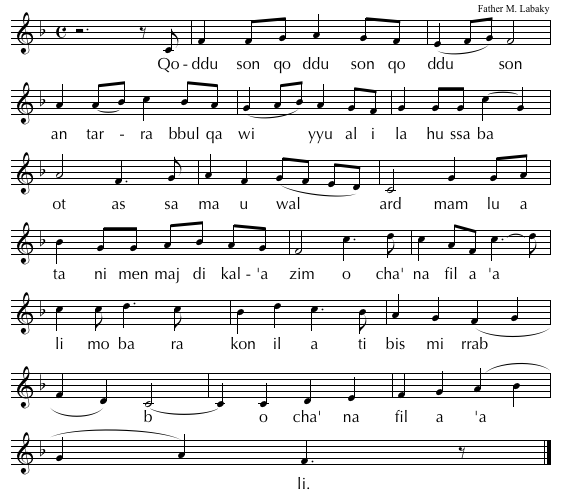 Father M. Labaky
Qo - ddu son qo ddu son qo ddu son
an tar - ra bbul qa wi yyu al i la hu ssa ba
ot as sa ma u wal ard mam lu a
ta ni men maj di kal - 'a zim o cha' na fil a 'a
li mo ba ra kon il a ti bis mi rrab
b o cha' na fil a 'a
li.